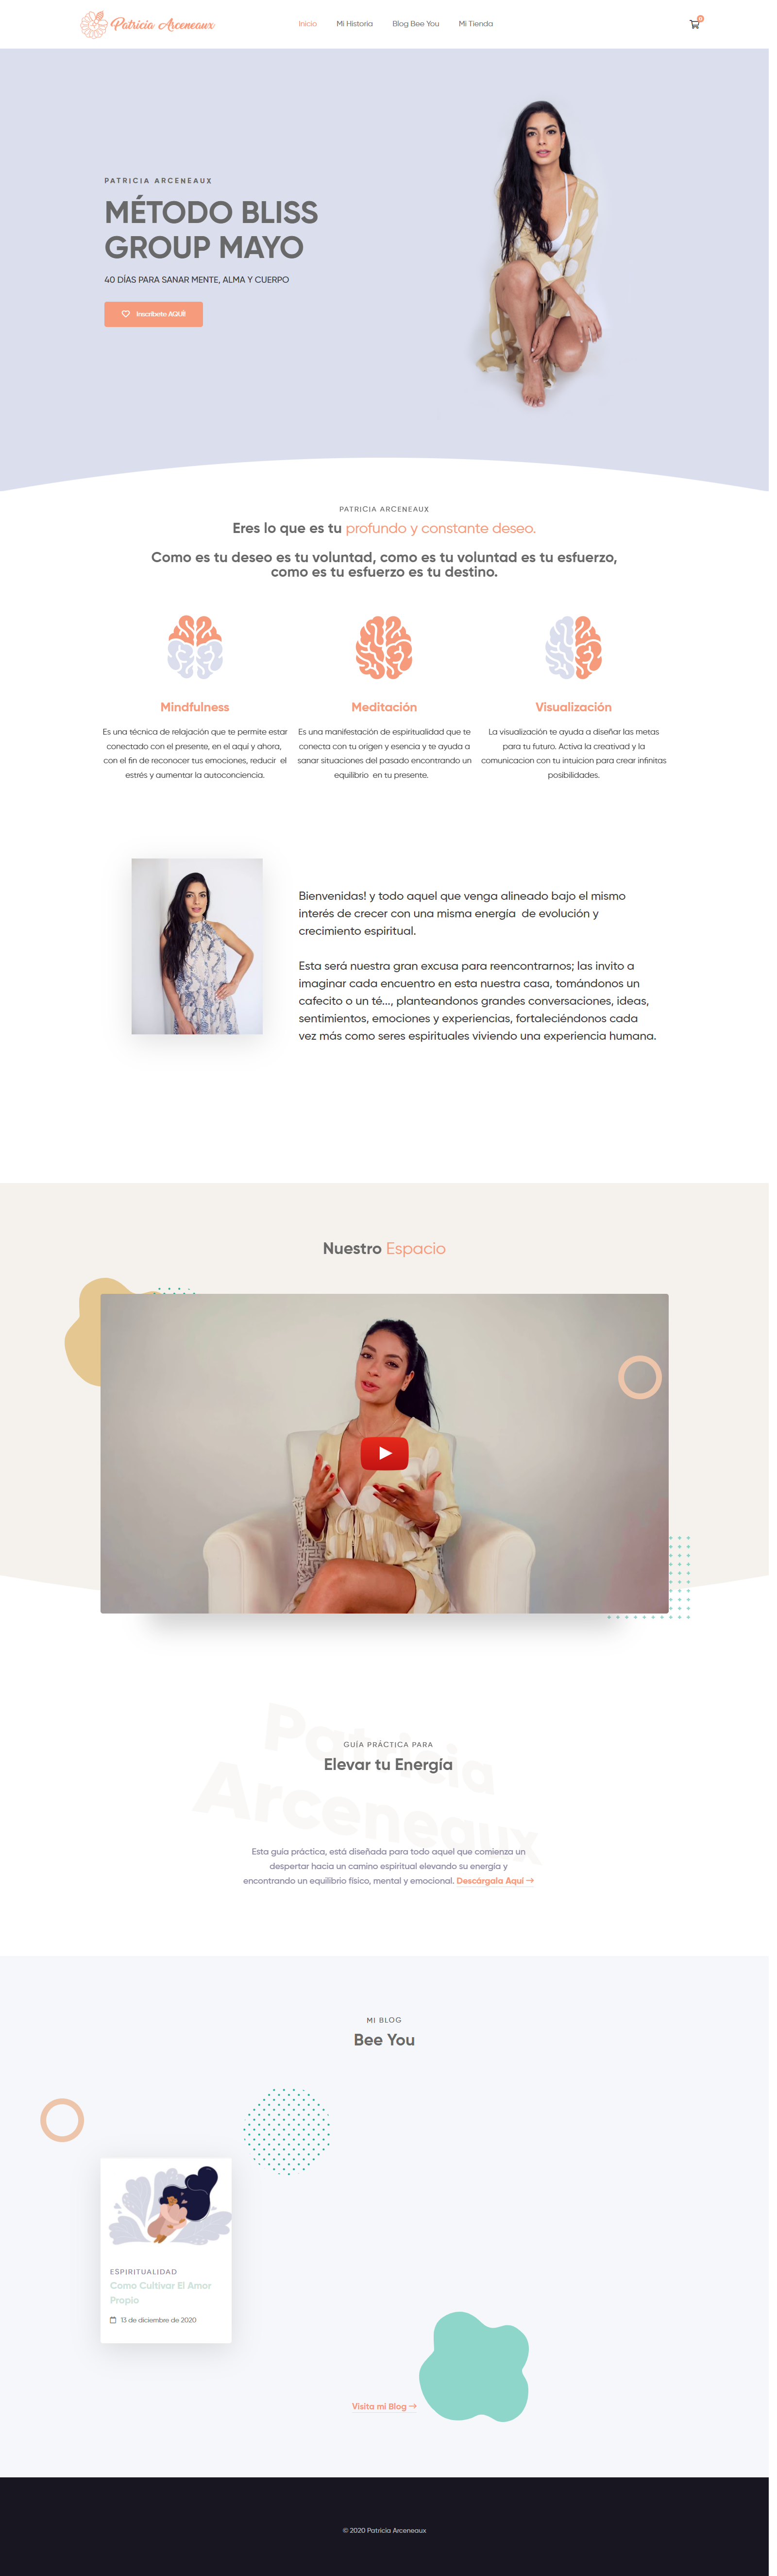 Patricia Arceneaux
Inicio
Mi Historia
Blog Bee You
Mi Tienda
0
PATRICIA ARCENEAUX
MÉTODO BLISS
GROUP MAYO
40 DÍAS PARA SANAR MENTE, ALMA Y CUERPO
Inscríbete AQUÍ!
PATRICIA ARCENEAUX
Eres lo que es tu profundo y constante deseo.
Como es tu deseo es tu voluntad, como es tu voluntad es tu esfuerzo,
como es tu esfuerzo es tu destino.
Mindfulness
Es una técnica de relajación que te permite estar
conectado con el presente, en el aquí y ahora,
con el fin de reconocer tus emociones, reducir el
estrés y aumentar la autoconciencia.
Meditación
Es una manifestación de espiritualidad que te
conecta con tu origen y esencia y te ayuda a
sanar situaciones del pasado encontrando un
equilibrio en tu presente.
Visualización
La visualización te ayuda a diseñar las metas
para tu futuro. Activa la creativad y la
comunicacion con tu intuicion para crear infinitas
posibilidades.
Bienvenidas! y todo aquel que venga alineado bajo el mismo
interés de crecer con una misma energía de evolución y
crecimiento espiritual.
Esta será nuestra gran excusa para reencontrarnos; las invito a
imaginar cada encuentro en esta nuestra casa, tomándonos un
cafecito o un té..., planteandonos grandes conversaciones, ideas,
sentimientos, emociones y experiencias, fortaleciéndonos cada
vez más como seres espirituales viviendo una experiencia humana.
Nuestro Espacio
Patricia
Arceneaux
GUÍA PRÁCTICA PARA
Elevar tu Energía
Esta guía práctica, está diseñada para todo aquel que comienza un
despertar hacia un camino espiritual elevando su energía y
encontrando un equilibrio físico, mental y emocional. Descárgala Aquí →
MI BLOG
Bee You
ESPIRITUALIDAD
Como Cultivar El Amor
Propio
13 de diciembre de 2020
Visita mi Blog →
© 2020 Patricia Arceneaux